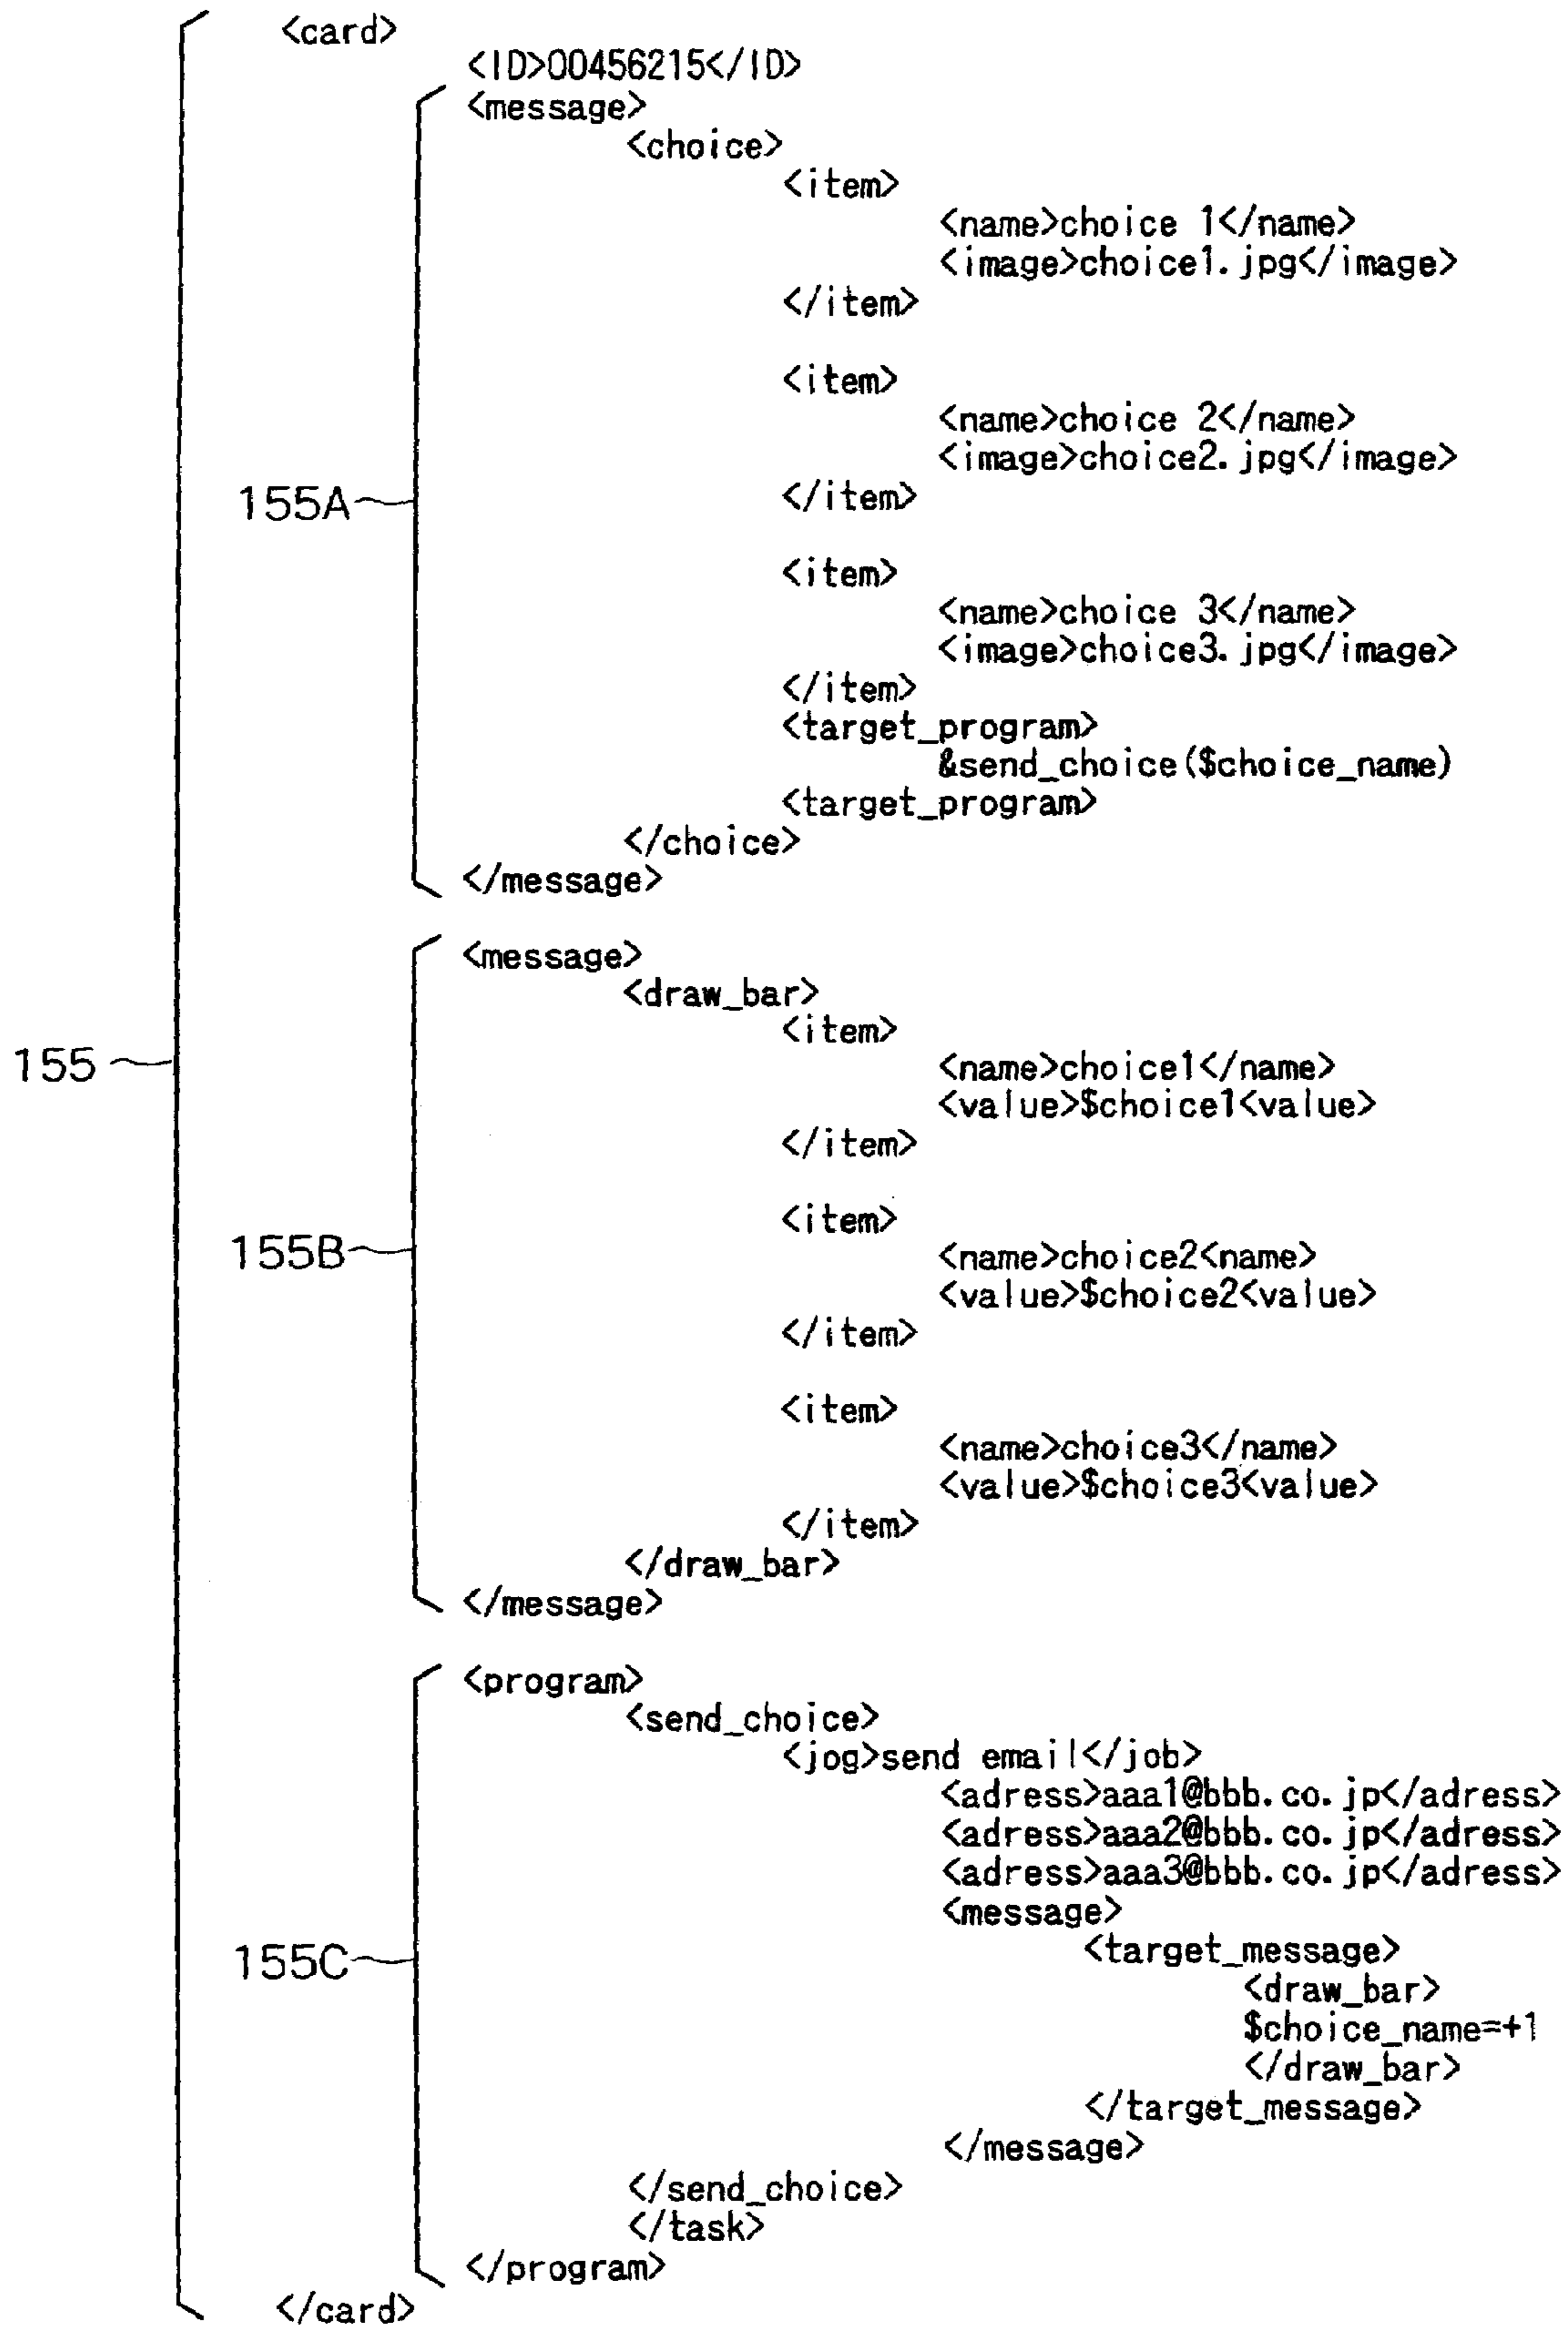 <card>
<ID>00456215</ID>
<message>
<choice>
<item>
<name>choice 1</name>
<image>choice1.jpg</image>
</item>
<item>
<name>choice 2</name>
<image>choice2.jpg</image>
155A
</item>
<item>
<name>choice 3</name>
<image>choice3.jpg</image>
</item>
<target_program>
&send_choice($choice_name)
<target_program>
</choice>
</message>
<message>
<draw_bar>
<item>
155
<name>choice1</name>
<value>$choice1<value>
</item>
<item>
155B
<name>choice2<name>
<value>$choice2<value>
</item>
<item>
<name>choice3</name>
<value>$choice3<value>
</item>
</draw_bar>
</message>
<program>
<send_choice>
<jog>send email</job>
<adress>aaa1@bbb.co.jp</adress>
<adress>aaa2@bbb.co.jp</adress>
<adress>aaa3@bbb.co.jp</adress>
<message>
155C
<target_message>
<draw_bar>
$choice_name=+1
</draw_bar>
</target_message>
</message>
</send_choice>
</task>
</program>
</card>